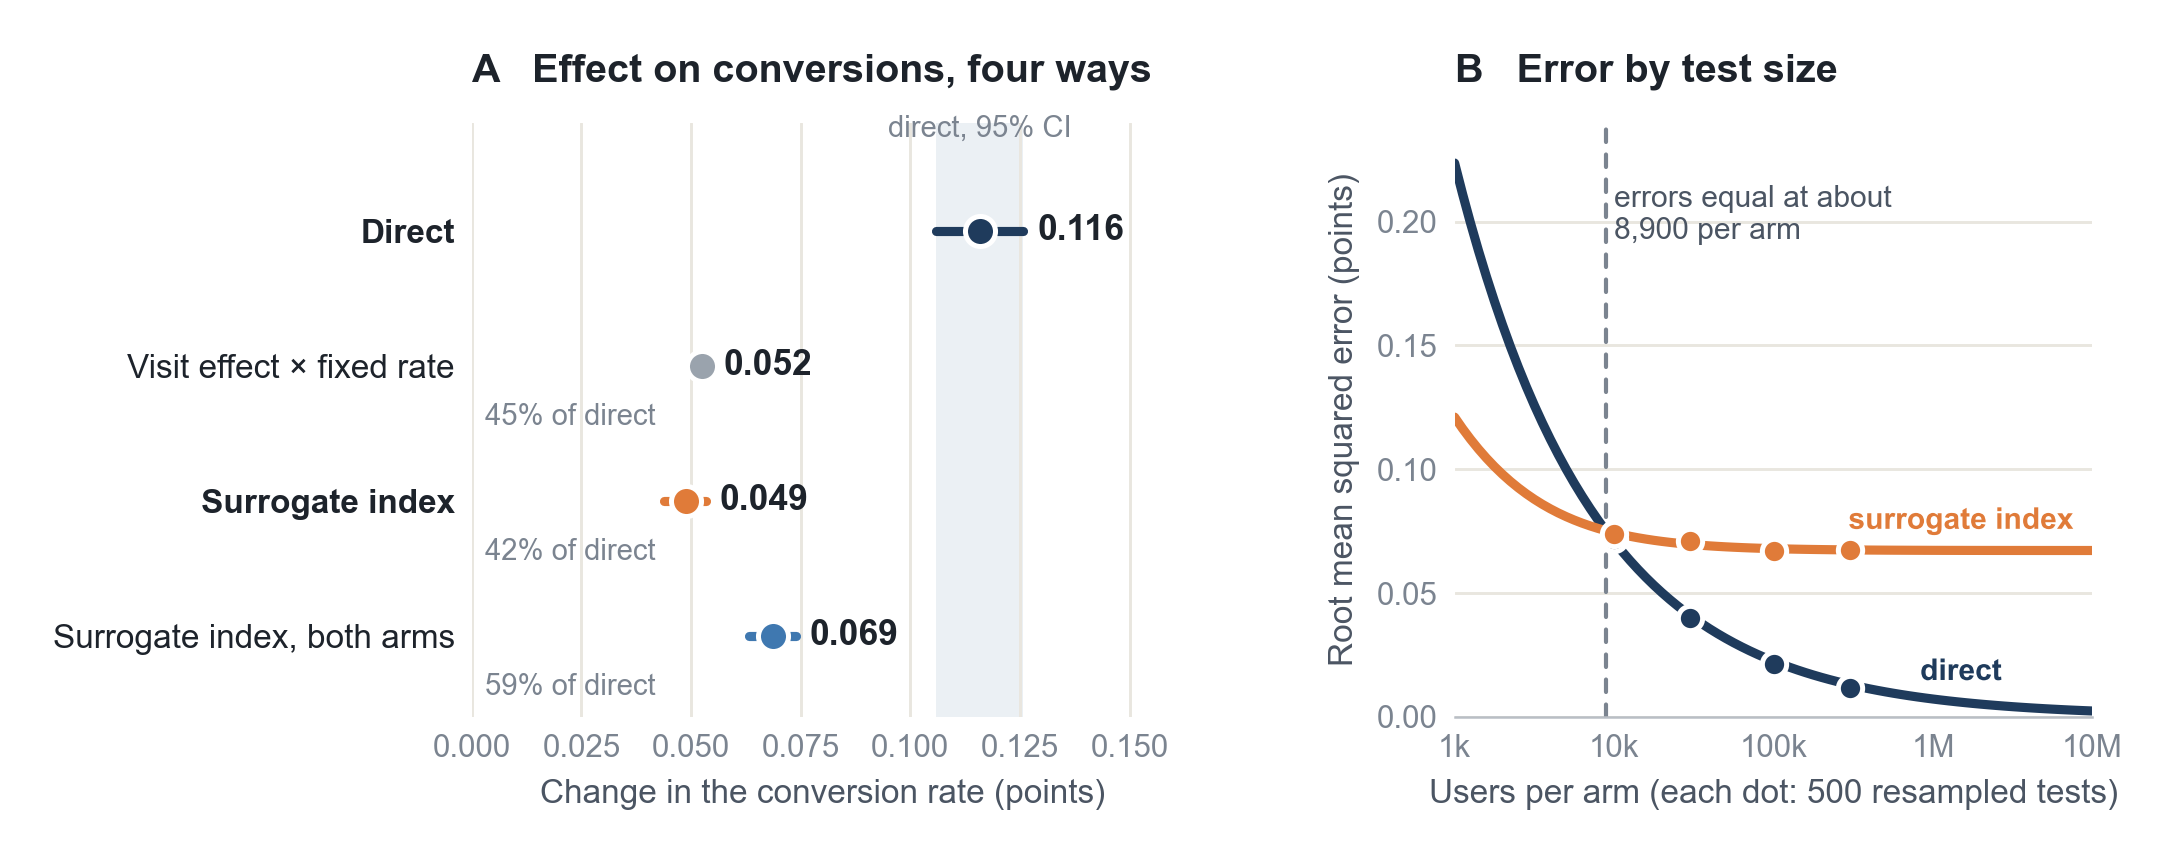 A Effect on conversions, four ways
direct, 95% CI
Direct
0.116
Visit effect × fixed rate
0.052
45% of direct
Surrogate index
0.049
42% of direct
Surrogate index, both arms
0.069
59% of direct
0.000 0.025 0.050 0.075 0.100 0.125 0.150
Change in the conversion rate (points)
B Error by test size
Root mean squared error (points)
errors equal at about
8,900 per arm
0.20
0.15
0.10
0.05
0.00
surrogate index
direct
1k 10k 100k 1M 10M
Users per arm (each dot: 500 resampled tests)